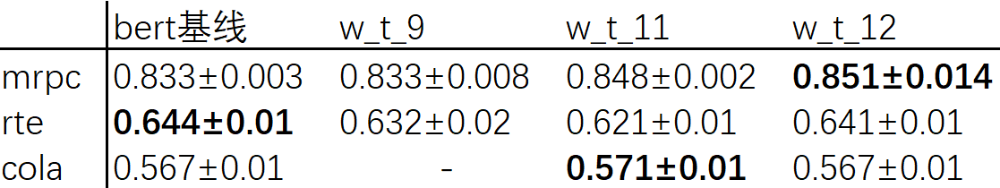 bert基线 w_t_9 w_t_11 w_t_12
mrpc 0.833±0.003 0.833±0.008 0.848±0.002 0.851±0.014
rte 0.644±0.01 0.632±0.02 0.621±0.01 0.641±0.01
cola 0.567±0.01 - 0.571±0.01 0.567±0.01